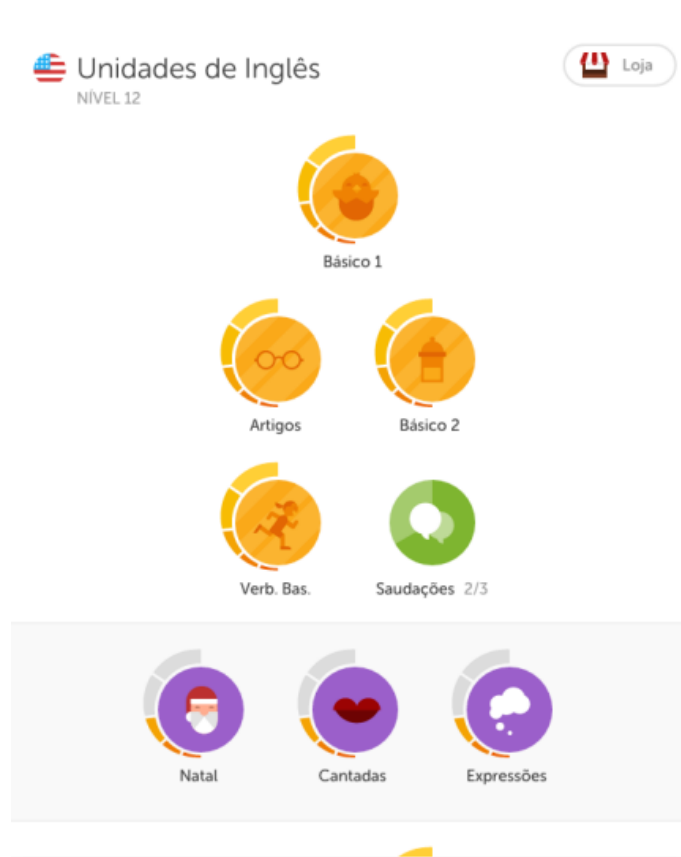 Unidades de Inglês
Loja
NÍVEL 12
Básico 1
Artigos
Básico 2
Verb. Bas.
Saudações 2/3
Natal
Cantadas
Expressões